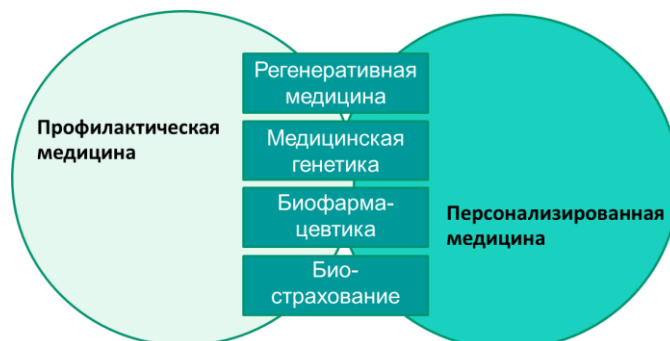 Регенеративная
медицина
Профилактическая
медицина
Медицинская
генетика
Биофарма-
цевтика
Персонализированная
медицина
Био-
страхование